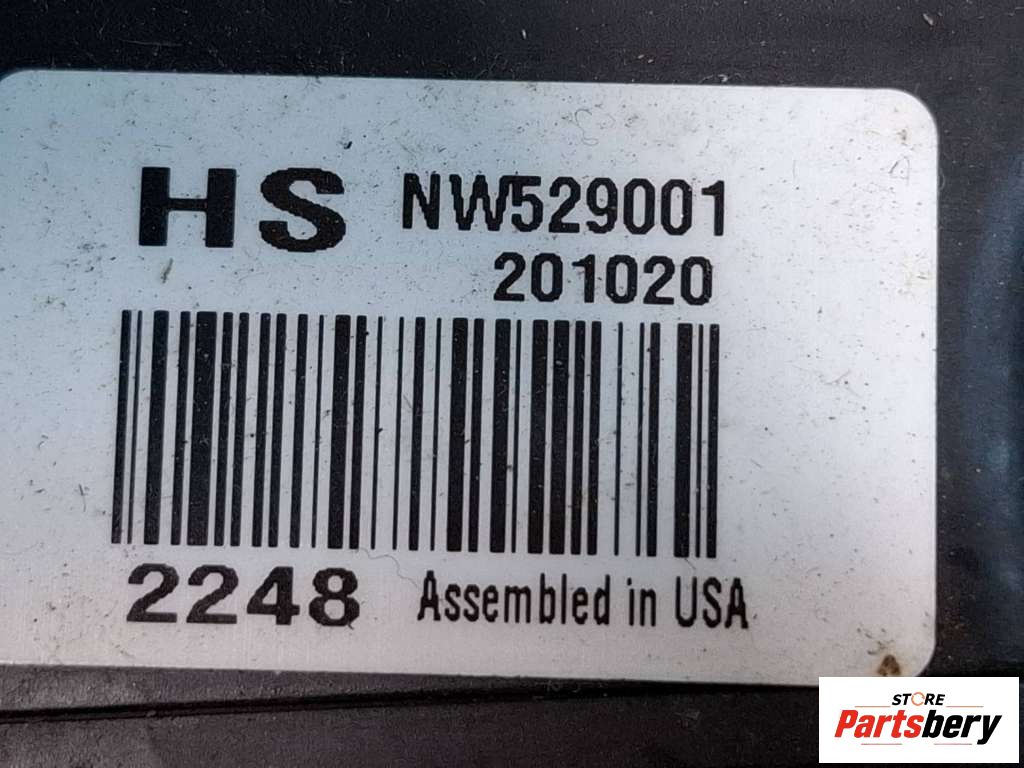 HS NW529001
201020
2248 Assembled in USA
STORE
Partsbery